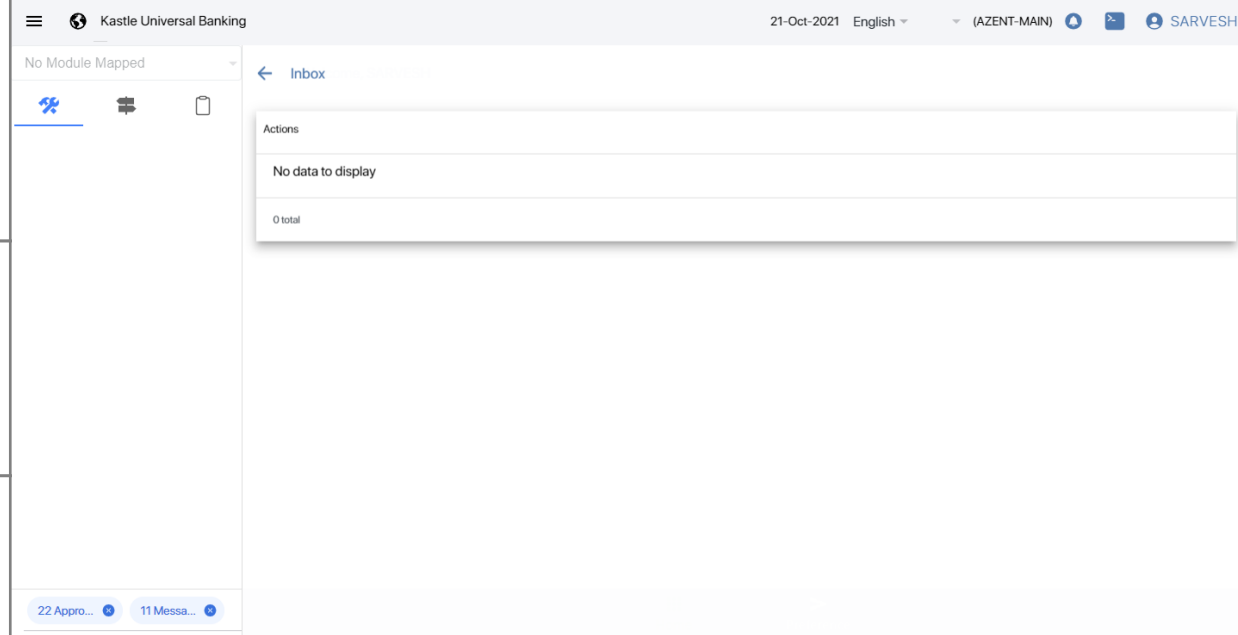 Kastle Universal Banking
21-Oct-2021 English (AZENT-MAIN) SARVESH
No Module Mapped
Inbox
Actions
No data to display
0 total
22 Appro... 11 Messa...